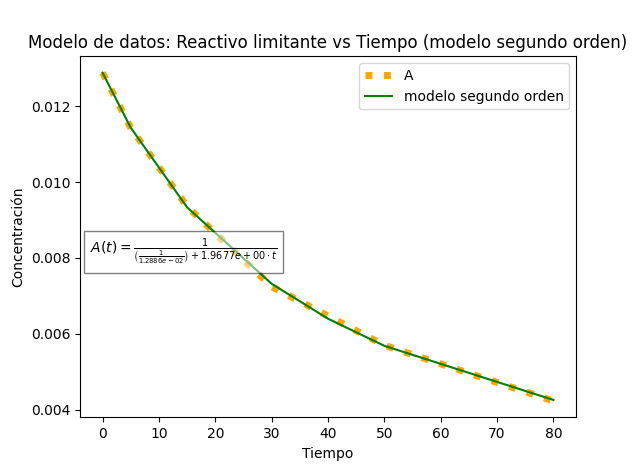 Modelo de datos: Reactivo limitante vs Tiempo (modelo segundo orden)
A
modelo segundo orden
0.012
0.010
0.008
0.006
0.004
Concentración
A(t) = 1 / ((1 / 1.2886e−02) + 1.9677e+00 · t)
0 10 20 30 40 50 60 70 80
Tiempo